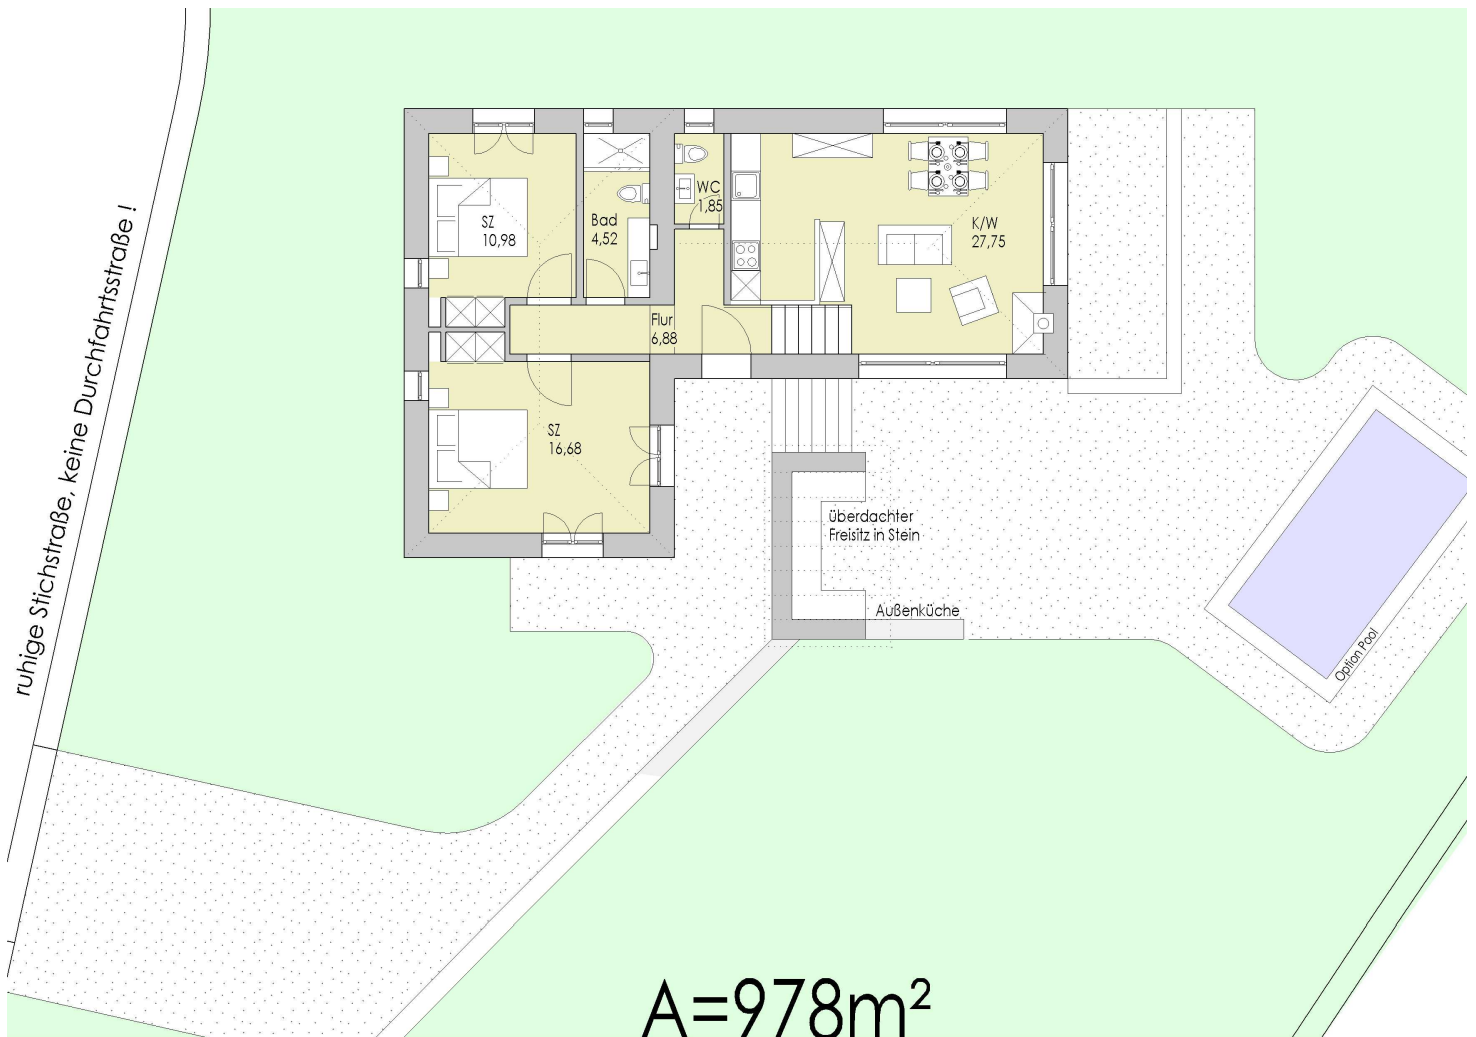 ruhige Stichstraße, keine Durchfahrtsstraße !
SZ
10,98
Bad
4,52
WC
1,85
K/W
27,75
Flur
6,88
SZ
16,68
überdachter
Freisitz in Stein
Außenküche
Option Pool
A=978m²